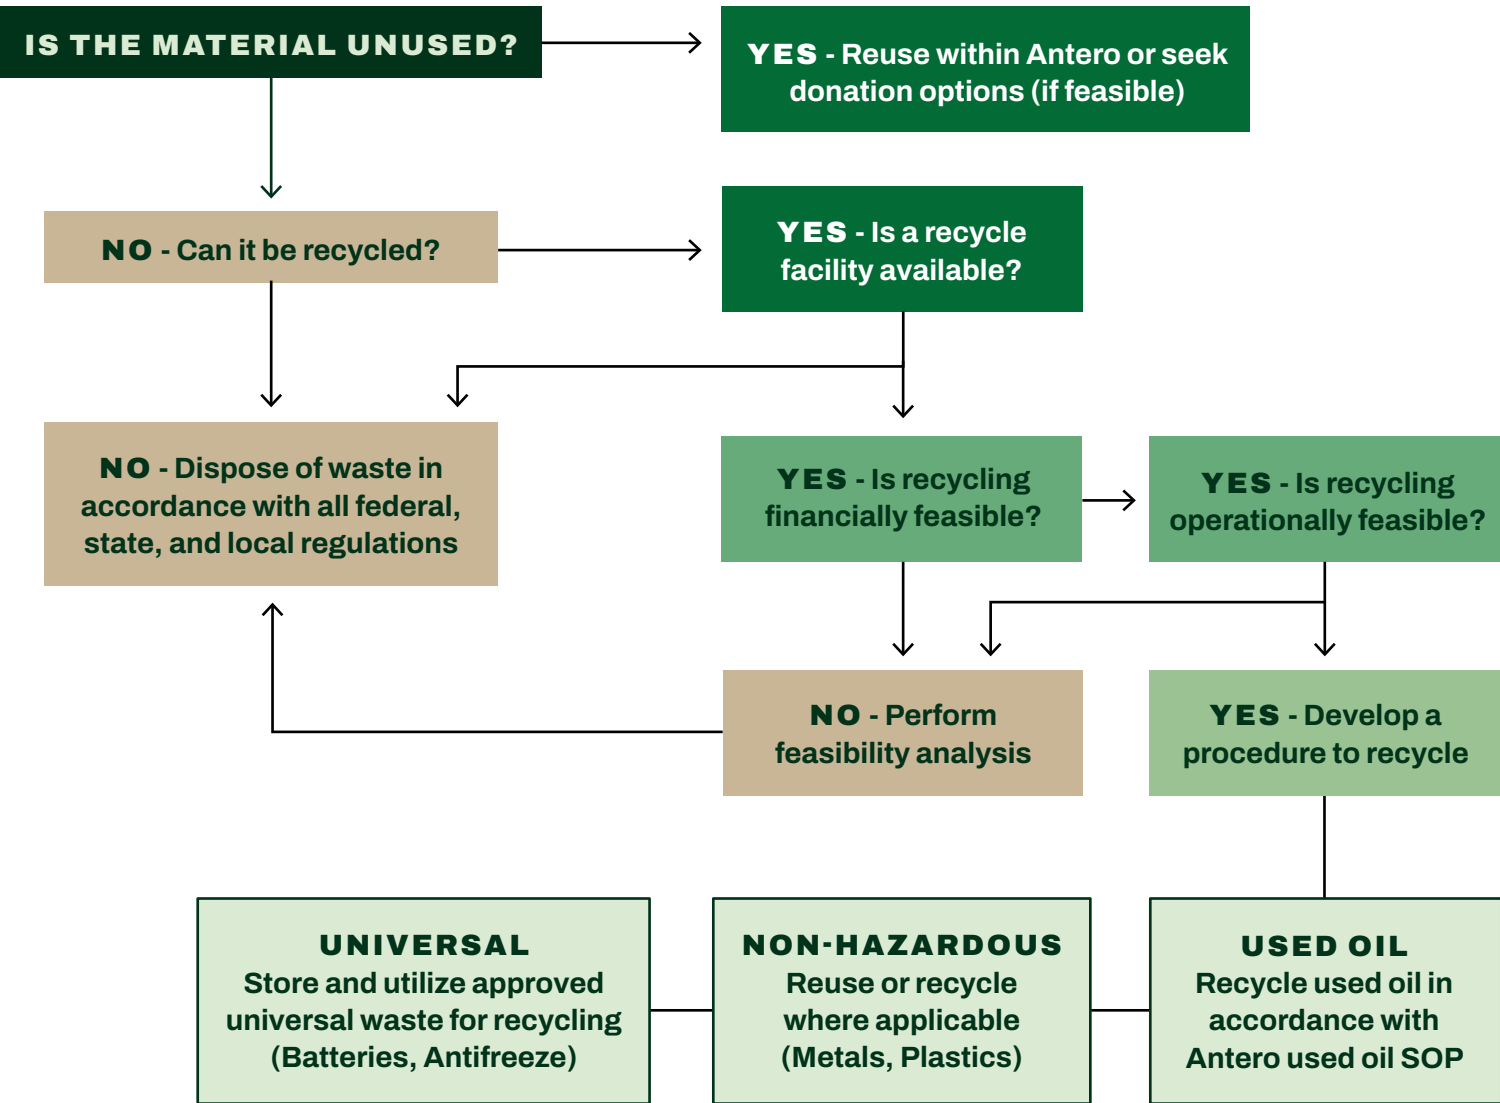 IS THE MATERIAL UNUSED?
YES - Reuse within Antero or seek
donation options (if feasible)
NO - Can it be recycled?
YES - Is a recycle
facility available?
NO - Dispose of waste in
accordance with all federal,
state, and local regulations
YES - Is recycling
financially feasible?
YES - Is recycling
operationally feasible?
NO - Perform
feasibility analysis
YES - Develop a
procedure to recycle
UNIVERSAL
Store and utilize approved
universal waste for recycling
(Batteries, Antifreeze)
NON-HAZARDOUS
Reuse or recycle
where applicable
(Metals, Plastics)
USED OIL
Recycle used oil in
accordance with
Antero used oil SOP